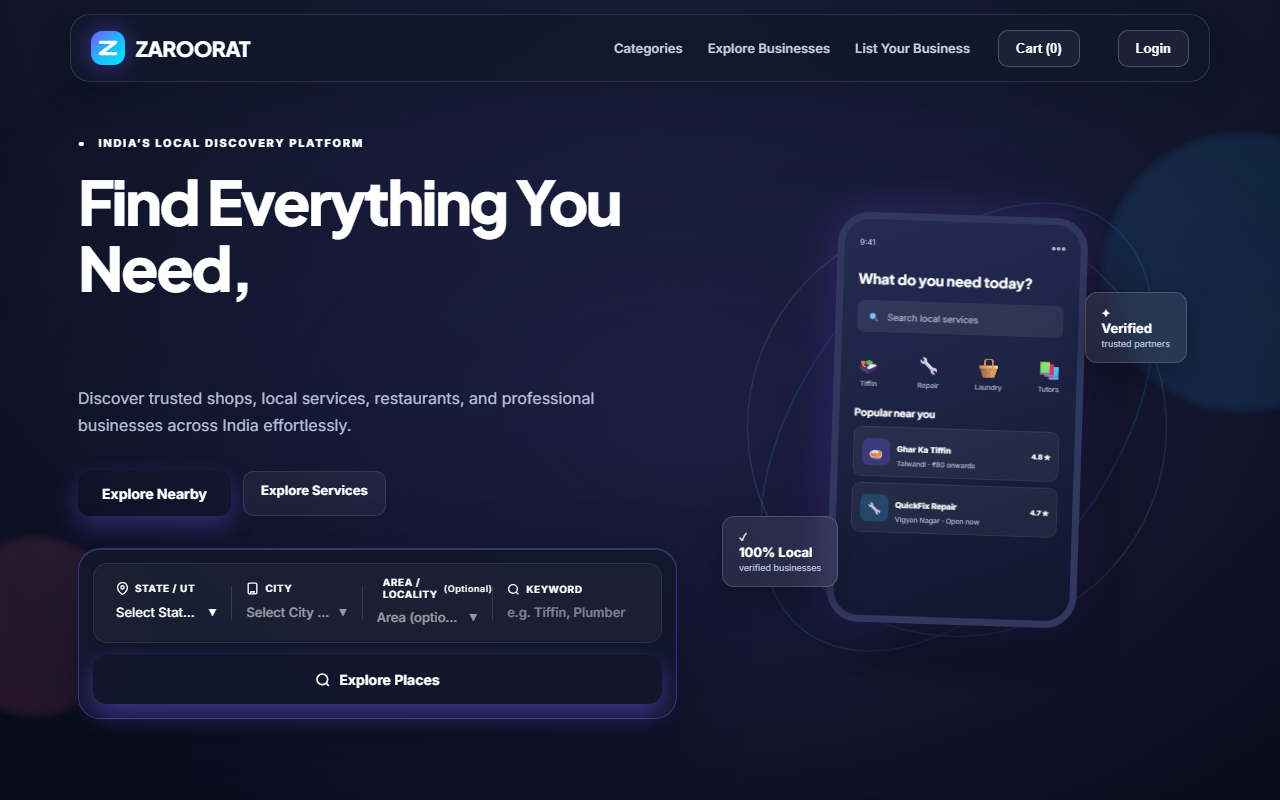 ZAROORAT
Categories
Explore Businesses
List Your Business
Cart (0)
Login
INDIA'S LOCAL DISCOVERY PLATFORM
Find Everything You
Need,
Discover trusted shops, local services, restaurants, and professional
businesses across India effortlessly.
Explore Nearby
Explore Services
STATE / UT
Select Stat... ▼
CITY
Select City ... ▼
AREA /
LOCALITY (Optional)
Area (optio... ▼
KEYWORD
e.g. Tiffin, Plumber
Explore Places
9:41
What do you need today?
Search local services
Tiffin
Repair
Laundry
Tutors
Popular near you
Ghar Ka Tiffin
Talwandi · ₹80 onwards
4.8 ★
QuickFix Repair
Vigyan Nagar · Open now
4.7 ★
✦
Verified
trusted partners
✓
100% Local
verified businesses